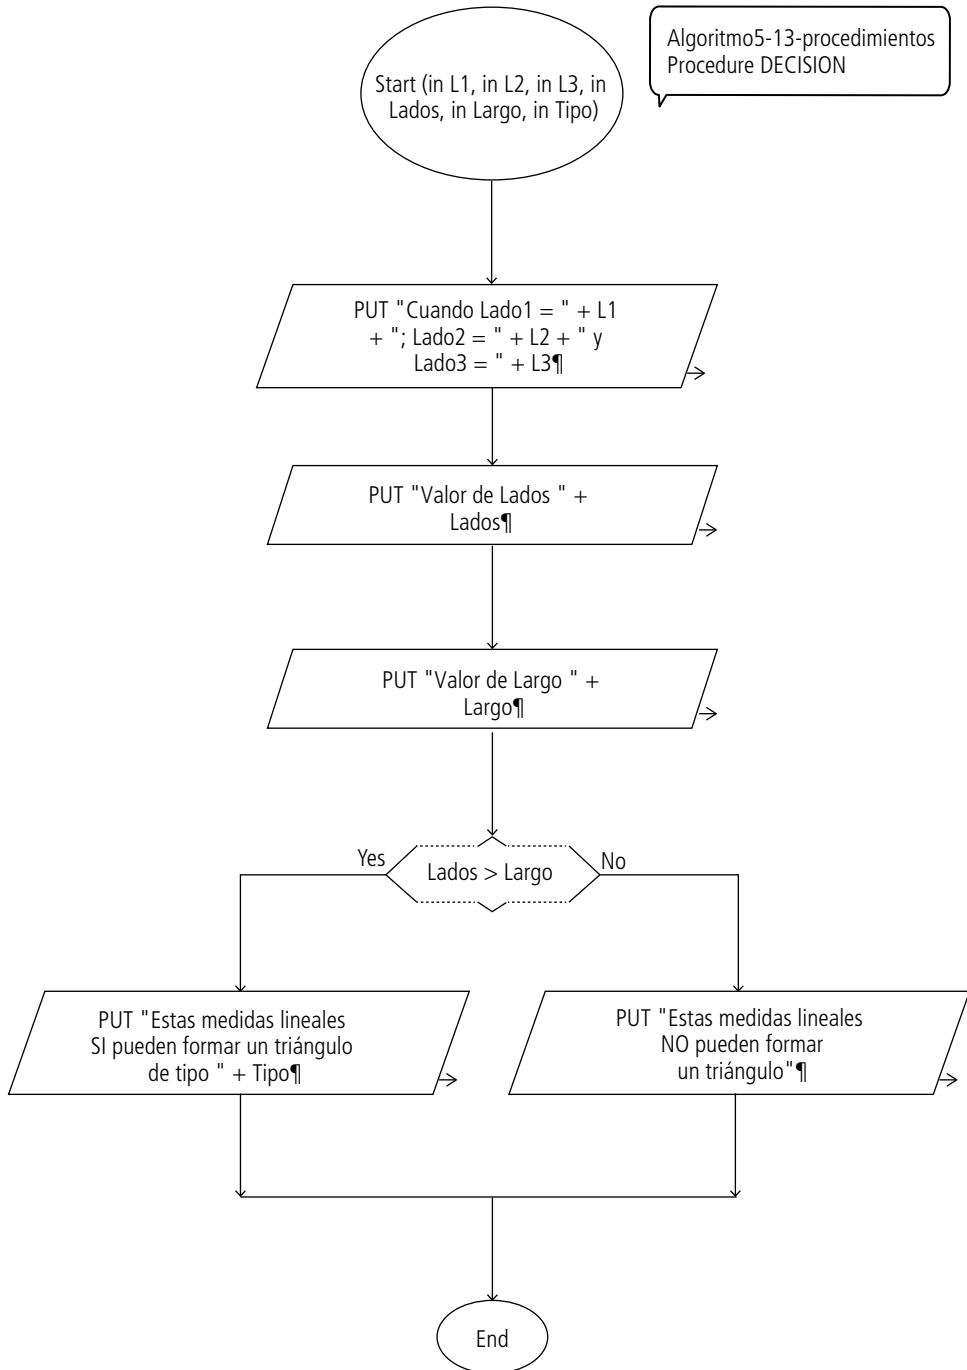 Algoritmo5-13-procedimientos
Procedure DECISION
Start (in L1, in L2, in L3, in
Lados, in Largo, in Tipo)
PUT "Cuando Lado1 = " + L1
+ "; Lado2 = " + L2 + " y
Lado3 = " + L3¶
PUT "Valor de Lados " +
Lados¶
PUT "Valor de Largo " +
Largo¶
Yes
Lados > Largo
No
PUT "Estas medidas lineales
SI pueden formar un triángulo
de tipo " + Tipo¶
PUT "Estas medidas lineales
NO pueden formar
un triángulo"¶
End